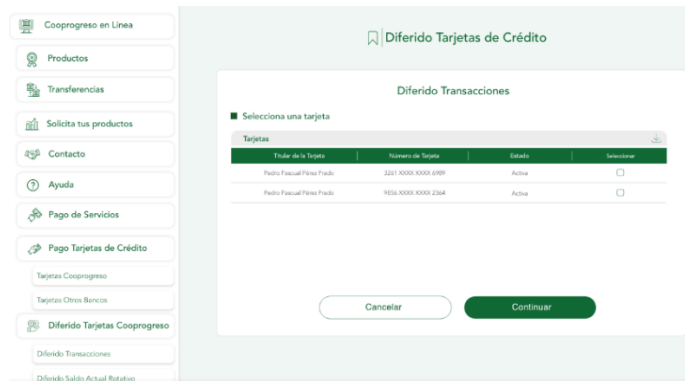 Cooprogreso en Línea
Productos
Transferencias
Solicita tus productos
Contacto
Ayuda
Pago de Servicios
Pago Tarjetas de Crédito
Tarjetas Cooprogreso
Tarjetas Otros Bancos
Diferido Tarjetas Cooprogreso
Diferido Transacciones
Diferido Saldo Actual Rotativo
Diferido Tarjetas de Crédito
Diferido Transacciones
Selecciona una tarjeta
Tarjetas
Titular de la Tarjeta Número de Tarjeta Estado Seleccionar
Pedro Pascual Pérez Prado 3261 XXXX XXXX 6989 Activa
Pedro Pascual Pérez Prado 9856 XXXX XXXX 2364 Activa
Cancelar Continuar